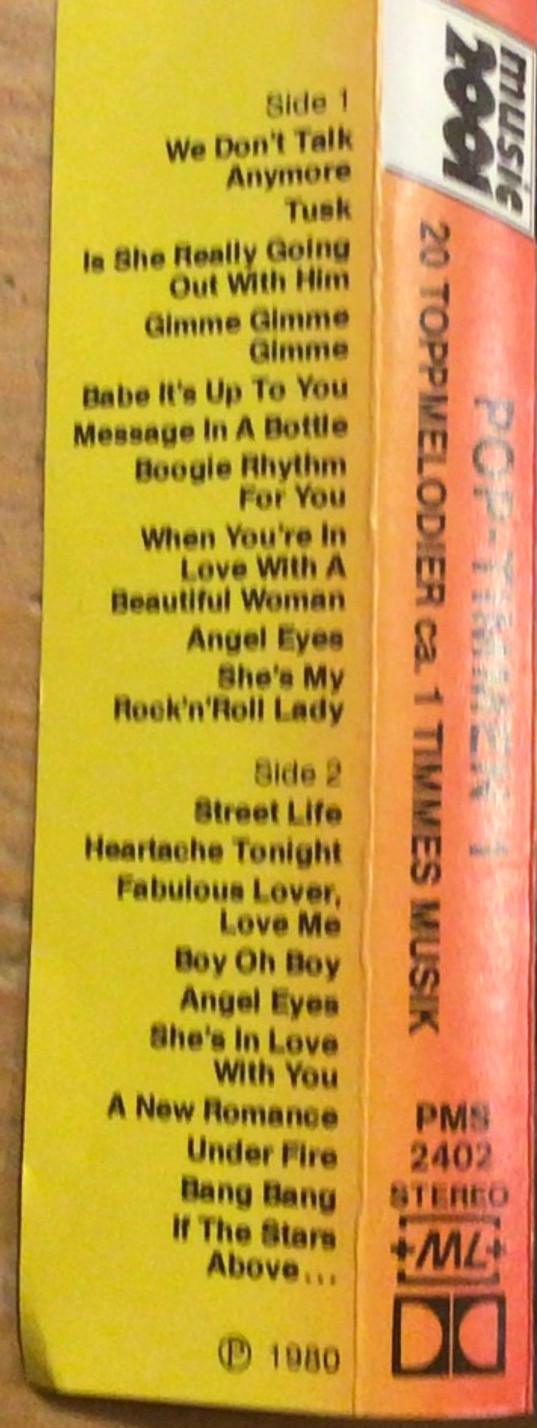 Side 1
We Don't Talk
Anymore
Tusk
Is She Really Going
Out With Him
Gimme Gimme
Gimme
Babe It's Up To You
Message In A Bottle
Boogie Rhythm
For You
When You're In
Love With A
Beautiful Woman
Angel Eyes
She's My
Rock'n'Roll Lady
Side 2
Street Life
Heartache Tonight
Fabulous Lover,
Love Me
Boy Oh Boy
Angel Eyes
She's In Love
With You
A New Romance
Under Fire
Bang Bang
If The Stars
Above...
Ⓟ 1980
music
2001
POP-TIMMEN 1
20 TOPPMELODIER ca. 1 TIMMES MUSIK
PMS
2402
STEREO